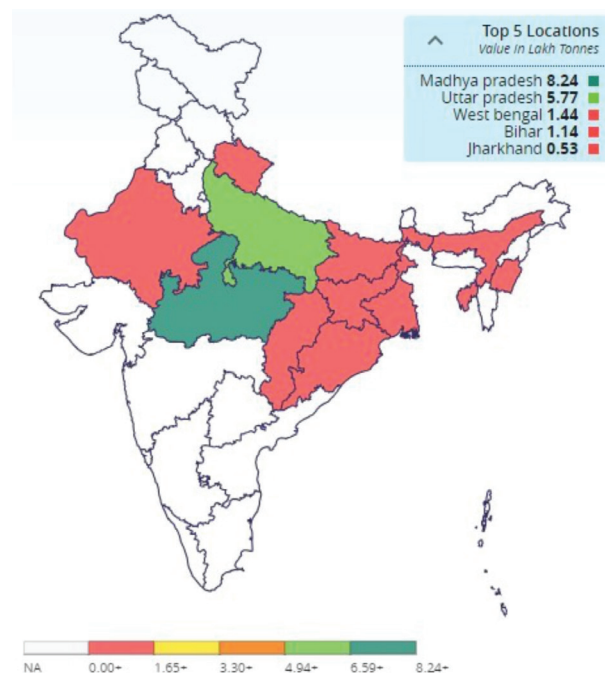 Top 5 Locations
Value in Lakh Tonnes
Madhya pradesh 8.24
Uttar pradesh 5.77
West bengal 1.44
Bihar 1.14
Jharkhand 0.53
NA 0.00+ 1.65+ 3.30+ 4.94+ 6.59+ 8.24+